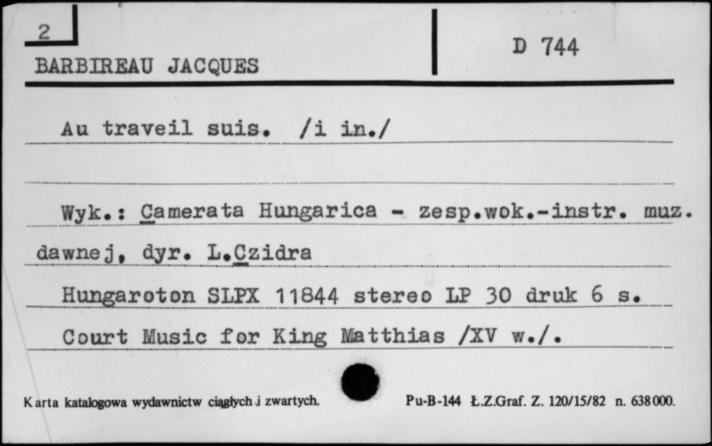 2
D 744
BARBIREAU JACQUES
Au traveil suis. /i in./
Wyk.: Camerata Hungarica - zesp.wok.-instr. muz.
dawnej, dyr. L.Czidra
Hungaroton SLPX 11844 stereo LP 30 druk 6 s.
Court Music for King Matthias /XV w./.
Karta katalogowa wydawnictw ciągłych i zwartych. Pu-B-144 Ł.Z.Graf. Z. 120/15/82 n. 638000.